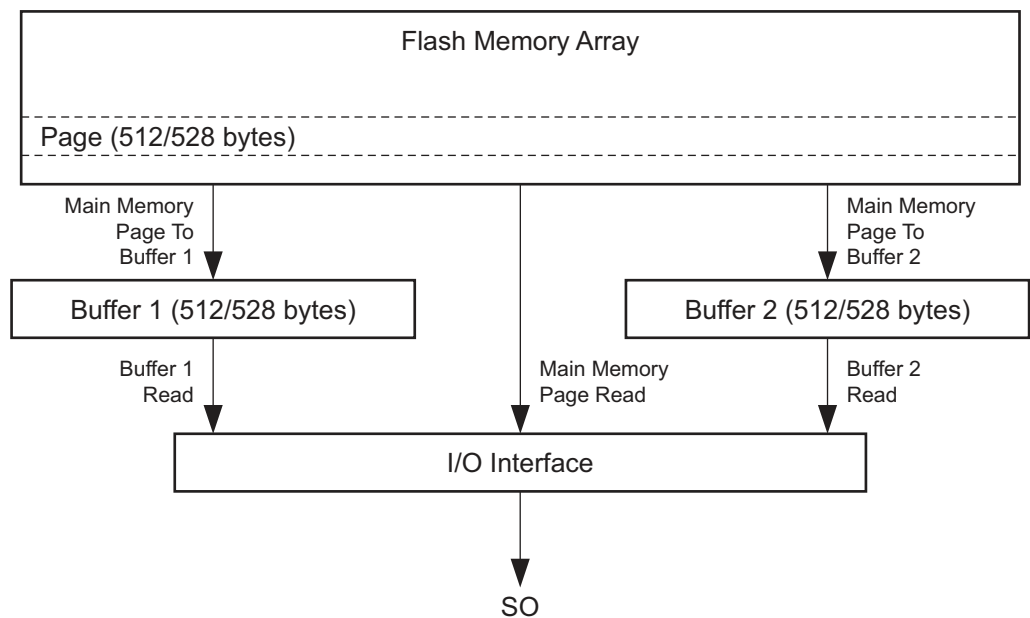 Flash Memory Array
Page (512/528 bytes)
Main Memory
Page To
Buffer 1
Main Memory
Page To
Buffer 2
Buffer 1 (512/528 bytes)
Buffer 2 (512/528 bytes)
Buffer 1
Read
Main Memory
Page Read
Buffer 2
Read
I/O Interface
SO